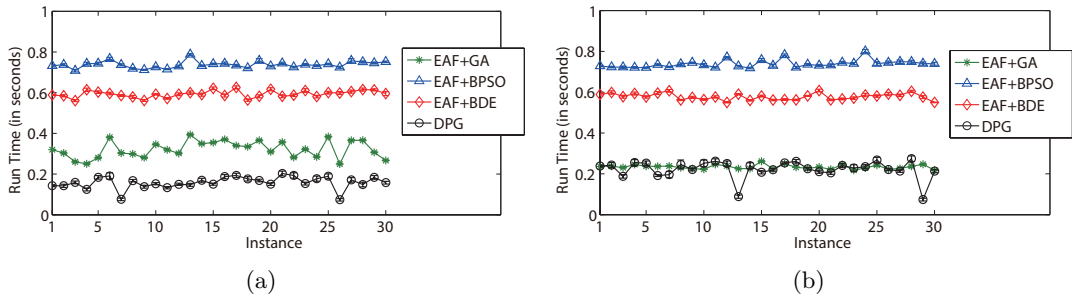 1
0.8
0.6
0.4
0.2
0
Run Time (in seconds)
1 5 10 15 20 25 30
Instance
EAF+GA
EAF+BPSO
EAF+BDE
DPG
(a)
1
0.8
0.6
0.4
0.2
0
Run Time (in seconds)
1 5 10 15 20 25 30
Instance
EAF+GA
EAF+BPSO
EAF+BDE
DPG
(b)